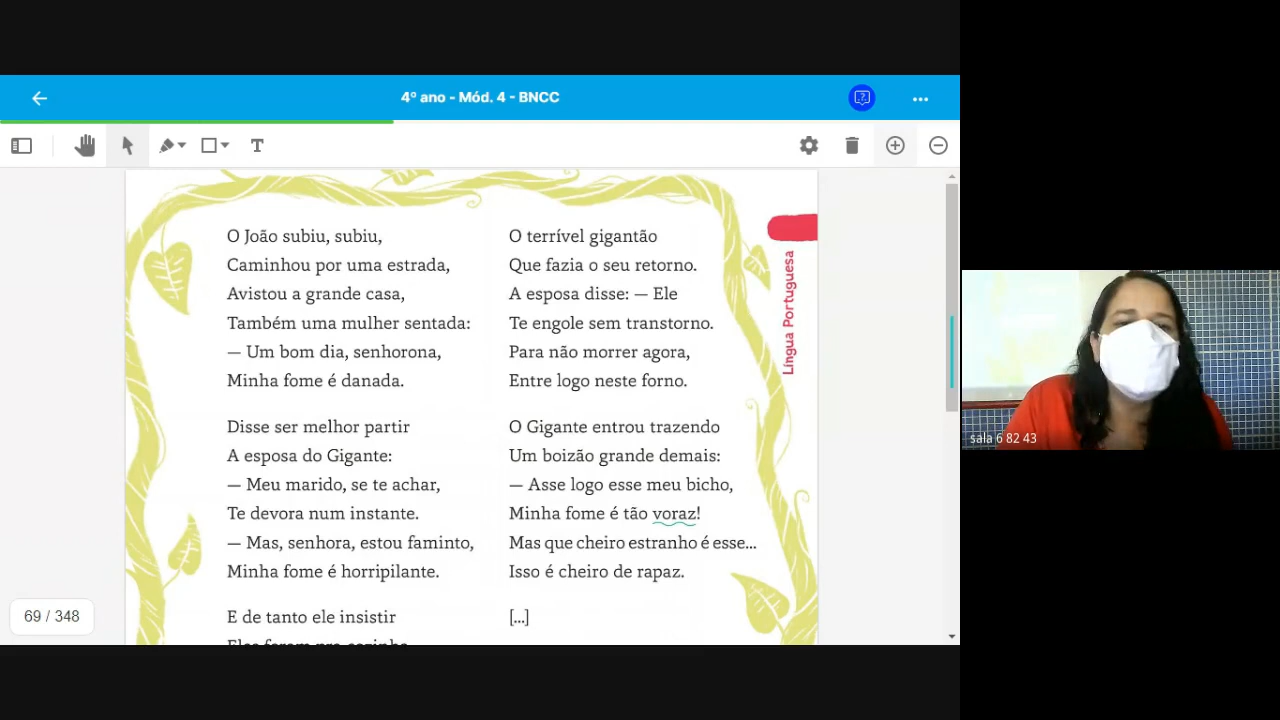 4º ano - Mód. 4 - BNCC
T
O João subiu, subiu,
Caminhou por uma estrada,
Avistou a grande casa,
Também uma mulher sentada:
— Um bom dia, senhorona,
Minha fome é danada.
Disse ser melhor partir
A esposa do Gigante:
— Meu marido, se te achar,
Te devora num instante.
— Mas, senhora, estou faminto,
Minha fome é horripilante.
E de tanto ele insistir
O terrível gigantão
Que fazia o seu retorno.
A esposa disse: — Ele
Te engole sem transtorno.
Para não morrer agora,
Entre logo neste forno.
O Gigante entrou trazendo
Um boizão grande demais:
— Asse logo esse meu bicho,
Minha fome é tão voraz!
Mas que cheiro estranho é esse...
Isso é cheiro de rapaz.
[...]
Língua Portuguesa
69 / 348
sala 6 82 43